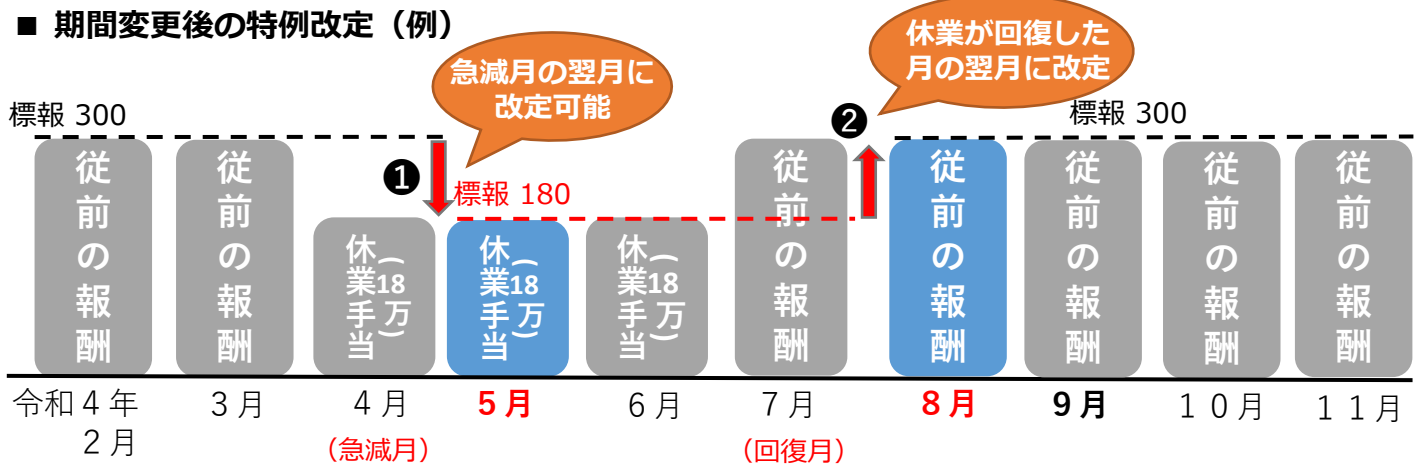 ■ 期間変更後の特例改定（例）
急減月の翌月に
改定可能
休業が回復した
月の翌月に改定
標報 300
❶
標報 180
❷
標報 300
従前の報酬
従前の報酬
休業手当（18万）
休業手当（18万）
休業手当（18万）
従前の報酬
従前の報酬
従前の報酬
従前の報酬
従前の報酬
令和４年
２月
３月
４月
（急減月）
５月
６月
７月
（回復月）
８月
９月
１０月
１１月